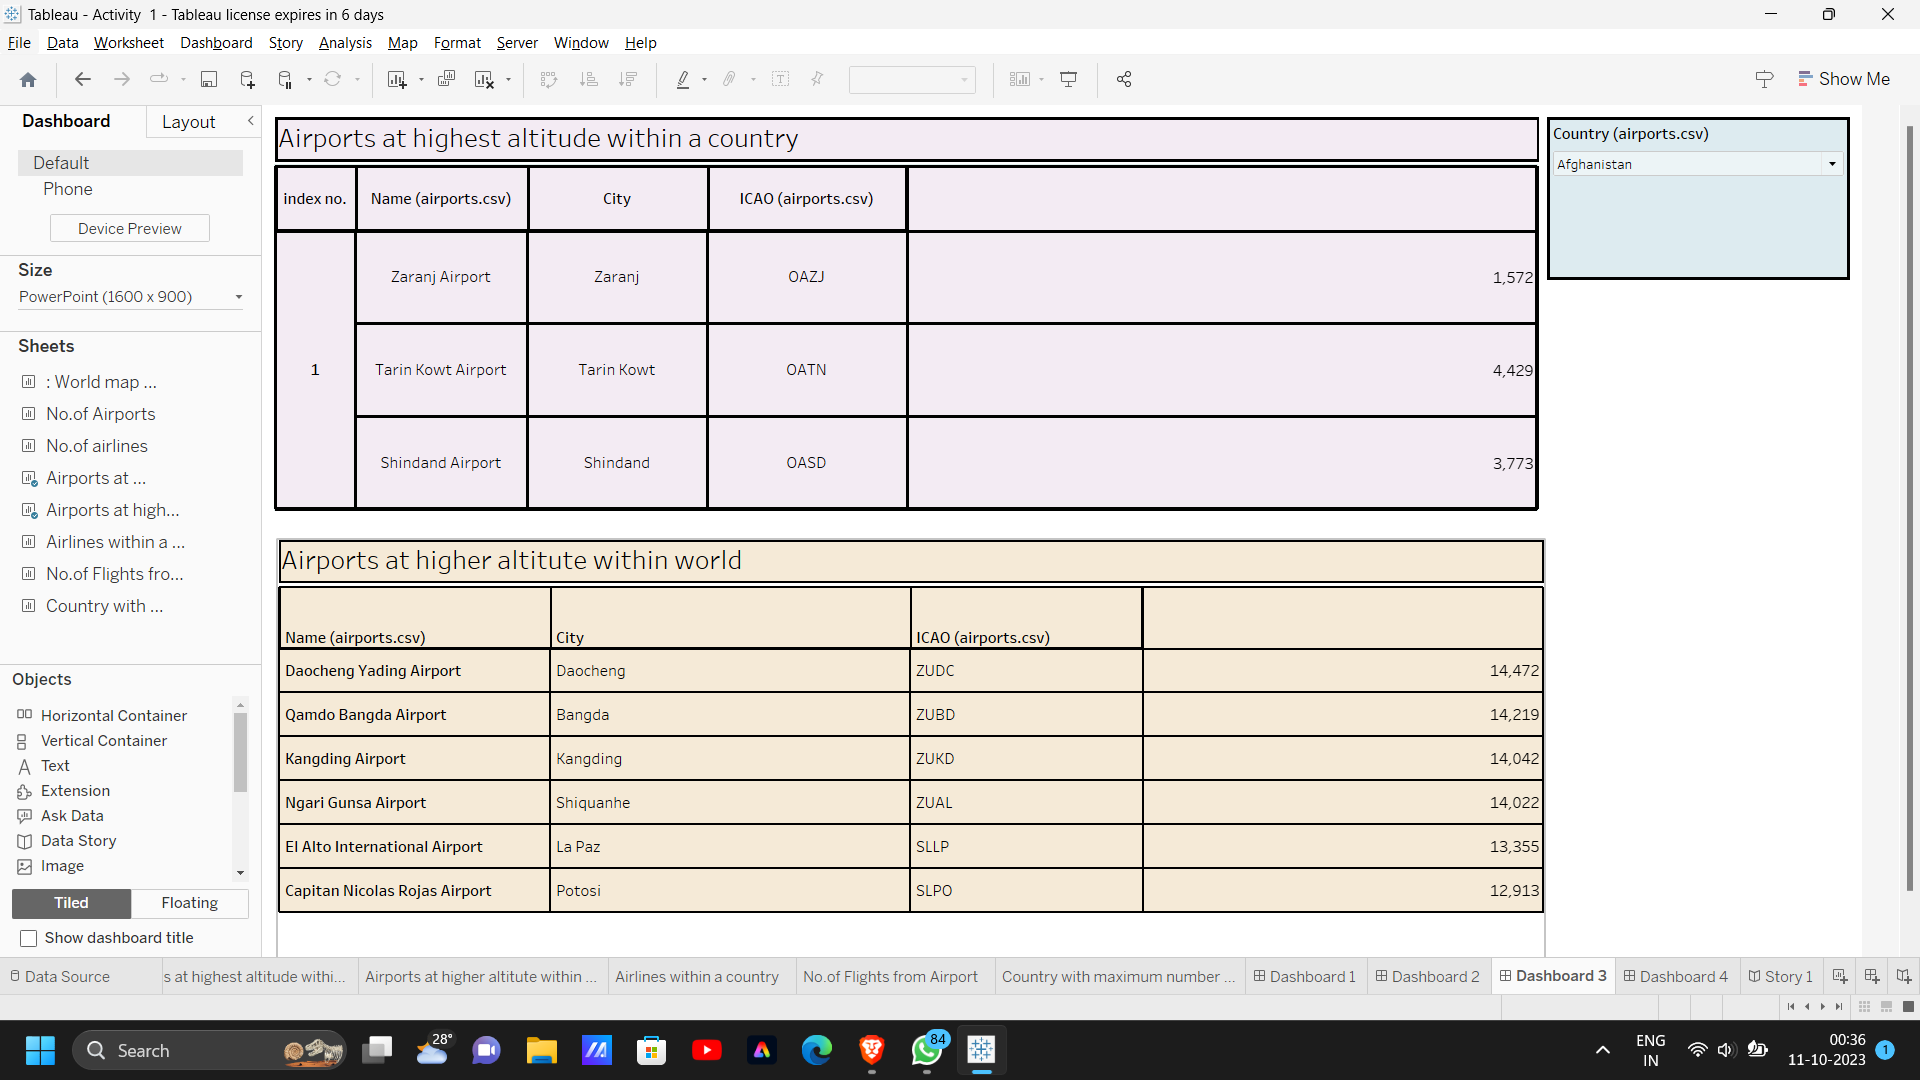 Tableau - Activity  1 - Tableau license expires in 6 days
File Data Worksheet Dashboard Story Analysis Map Format Server Window Help
Show Me
Dashboard Layout
Default
Phone
Device Preview
Size
PowerPoint (1600 x 900)
Sheets
: World map ...
No.of Airports
No.of airlines
Airports at ...
Airports at high...
Airlines within a ...
No.of Flights fro...
Country with ...
Objects
Horizontal Container
Vertical Container
Text
Extension
Ask Data
Data Story
Image
Tiled Floating
Show dashboard title
Airports at highest altitude within a country
index no. Name (airports.csv) City ICAO (airports.csv)
1
Zaranj Airport Zaranj OAZJ 1,572
Tarin Kowt Airport Tarin Kowt OATN 4,429
Shindand Airport Shindand OASD 3,773
Country (airports.csv)
Afghanistan
Airports at higher altitute within world
Name (airports.csv) City ICAO (airports.csv)
Daocheng Yading Airport Daocheng ZUDC 14,472
Qamdo Bangda Airport Bangda ZUBD 14,219
Kangding Airport Kangding ZUKD 14,042
Ngari Gunsa Airport Shiquanhe ZUAL 14,022
El Alto International Airport La Paz SLLP 13,355
Capitan Nicolas Rojas Airport Potosi SLPO 12,913
Data Source s at highest altitude withi... Airports at higher altitute within ... Airlines within a country No.of Flights from Airport Country with maximum number ... Dashboard 1 Dashboard 2 Dashboard 3 Dashboard 4 Story 1
Search 28° 84 ENG IN 00:36 11-10-2023 1